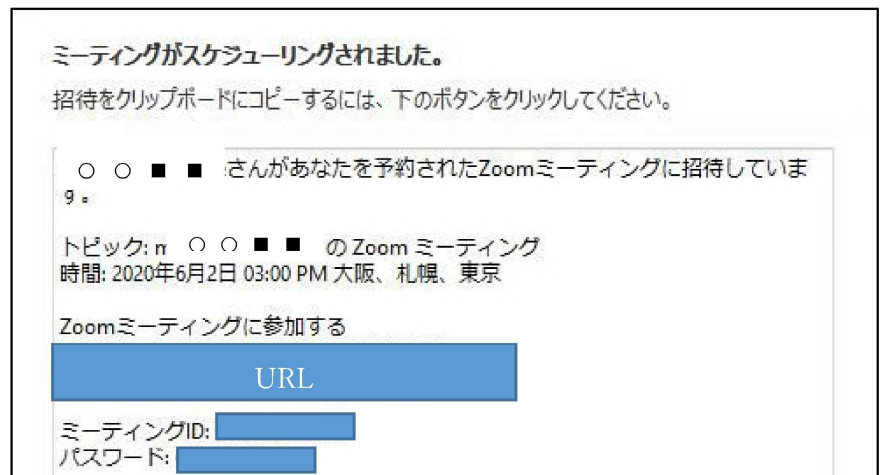 ミーティングがスケジューリングされました。
招待をクリップボードにコピーするには、下のボタンをクリックしてください。
○ ○ ■ ■ さんがあなたを予約されたZoomミーティングに招待していま
す。
トピック: ○ ○ ■ ■ の Zoom ミーティング
時間: 2020年6月2日 03:00 PM 大阪、札幌、東京
Zoomミーティングに参加する
URL
ミーティングID:
パスワード: